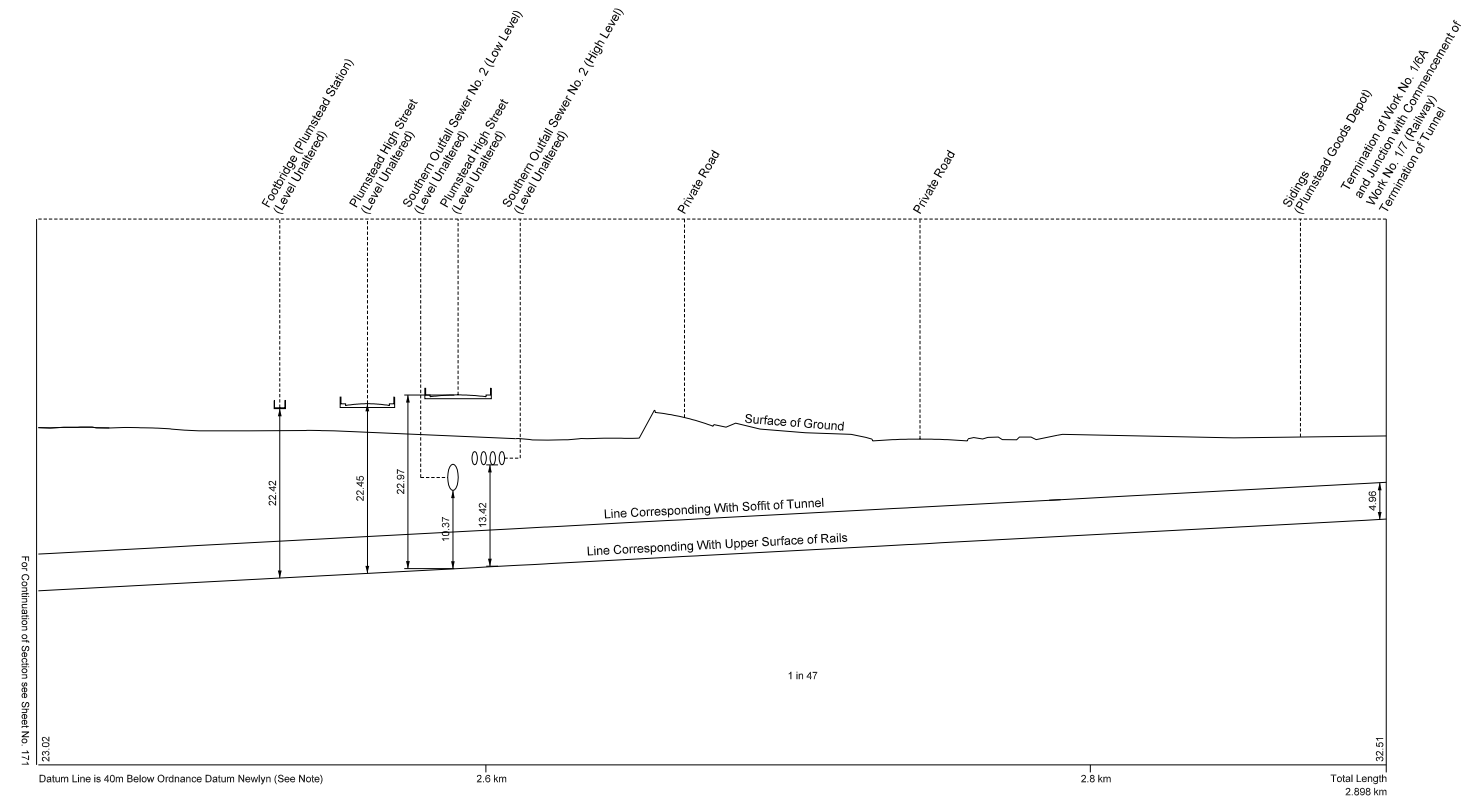 Footbridge (Plumstead Station)
(Level Unaltered)
Plumstead High Street
(Level Unaltered)
Southern Outfall Sewer No. 2 (Low Level)
(Level Unaltered)
Plumstead High Street
(Level Unaltered)
Southern Outfall Sewer No. 2 (High Level)
(Level Unaltered)
Private Road
Private Road
Sidings
(Plumstead Goods Depot)
Termination of Work No. 1/6A
and Junction with Commencement of
Work No. 1/7 (Railway)
Termination of Tunnel
Surface of Ground
22.42
22.45
22.97
10.37
13.42
Line Corresponding With Soffit of Tunnel
4.96
Line Corresponding With Upper Surface of Rails
For Continuation of Section see Sheet No. 171
1 in 47
23.02
32.51
Datum Line is 40m Below Ordnance Datum Newlyn (See Note)
2.6 km
2.8 km
Total Length
2.898 km